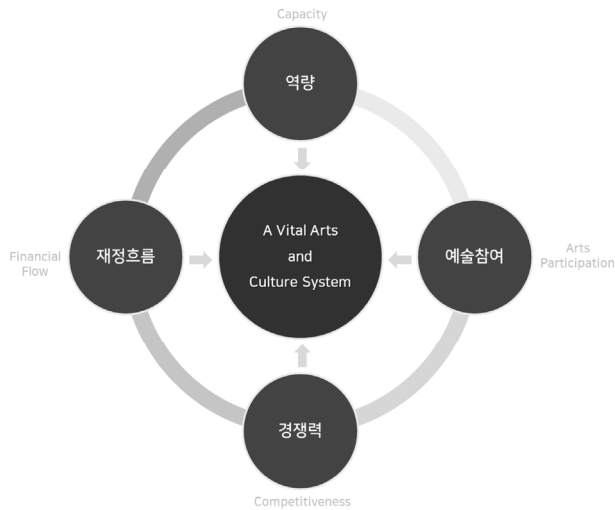 Capacity
역량
Financial
Flow
재정흐름
A Vital Arts
and
Culture System
예술참여
Arts
Participation
경쟁력
Competitiveness